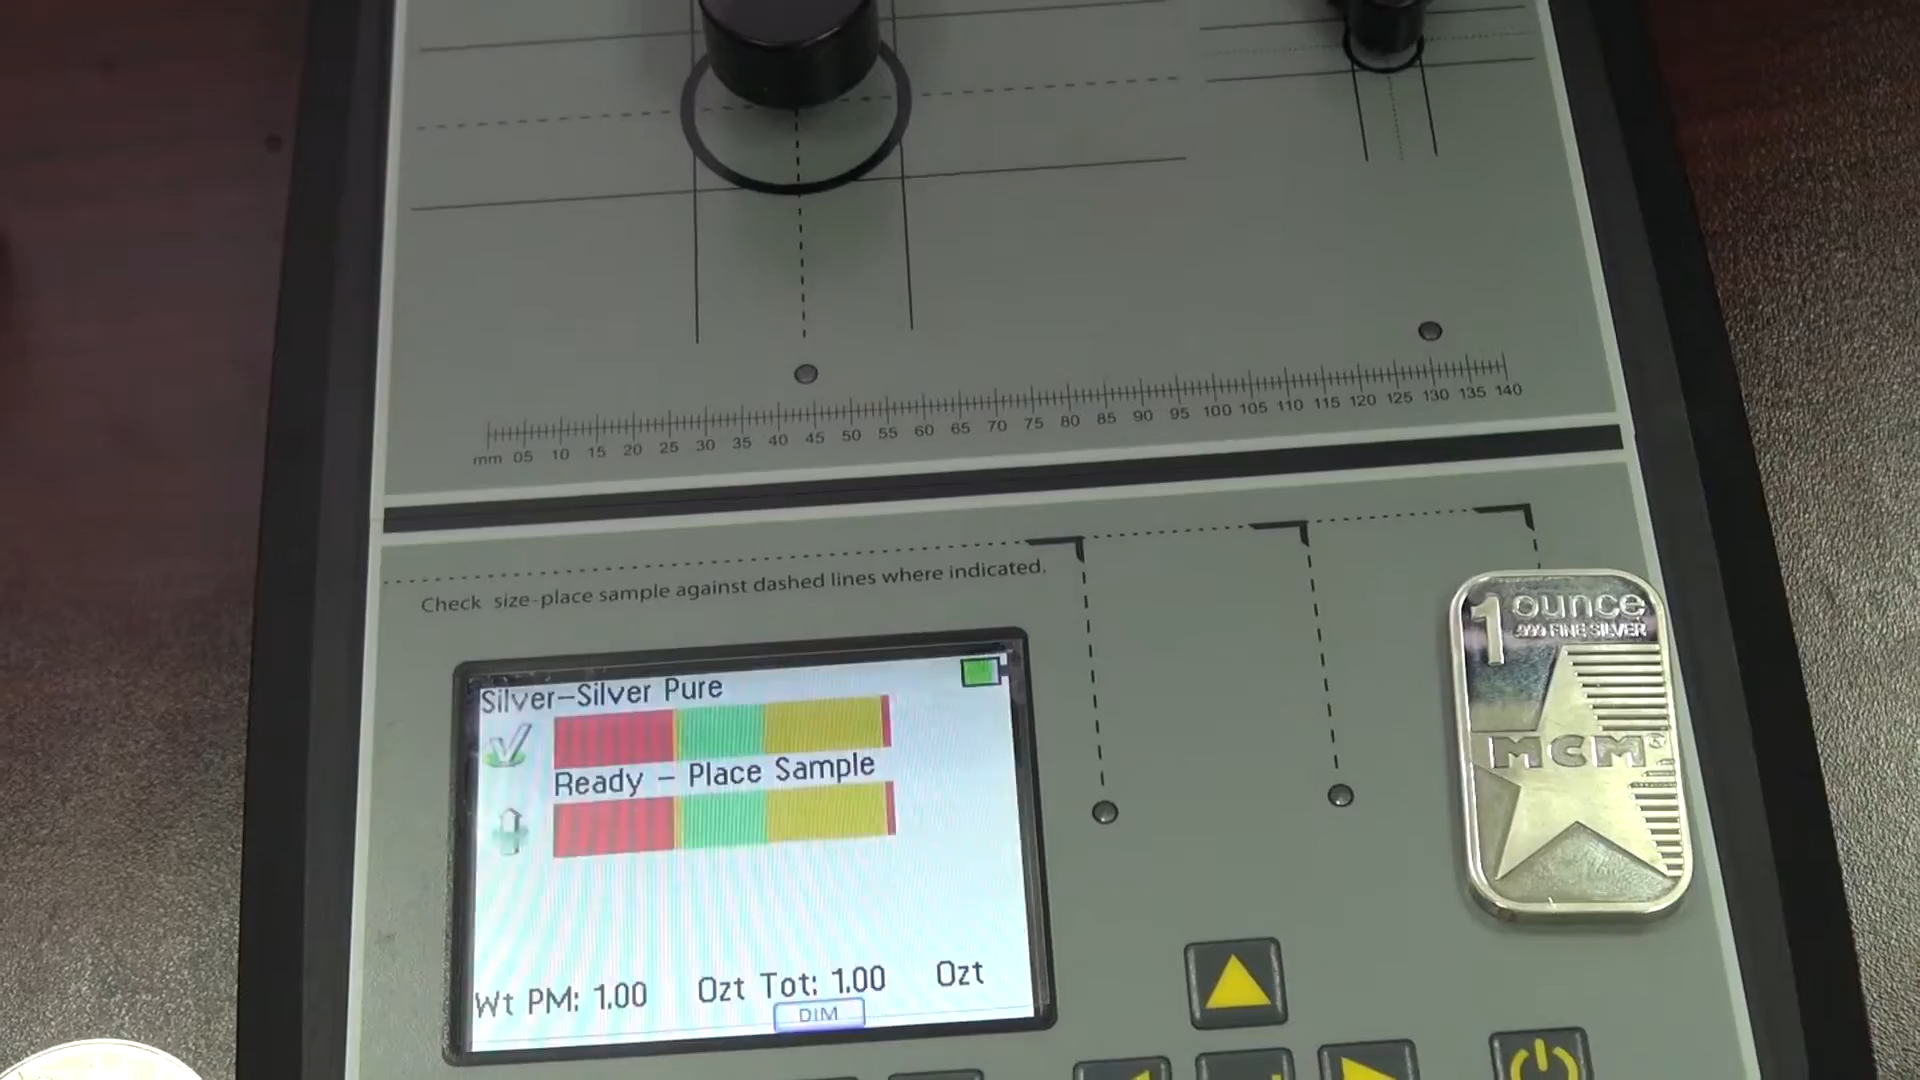 mm 05 10 15 20 25 30 35 40 45 50 55 60 65 70 75 80 85 90 95 100 105 110 115 120 125 130 135 140
Check size-place sample against dashed lines where indicated.
1 ounce
.999 FINE SILVER
MCM®
Silver-Silver Pure
Ready - Place Sample
Wt PM: 1.00 Ozt Tot: 1.00 Ozt
DIM